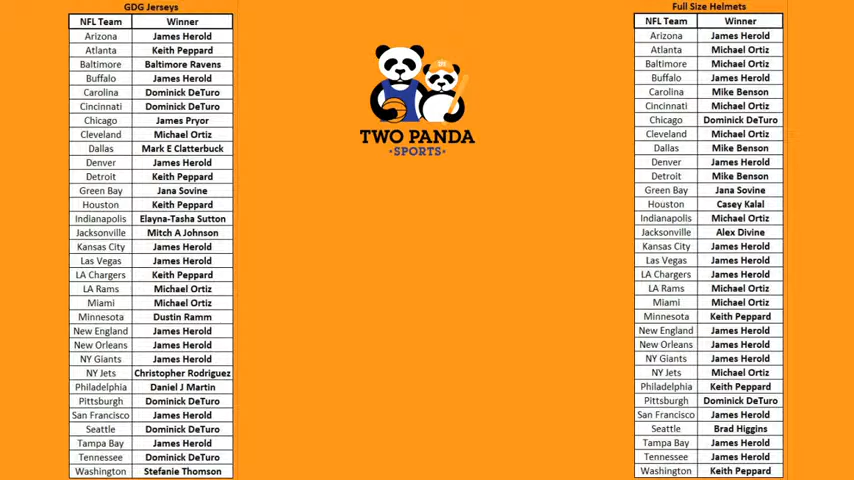 GDG Jerseys
NFL Team Winner
Arizona James Herold
Atlanta Keith Peppard
Baltimore Baltimore Ravens
Buffalo James Herold
Carolina Dominick DeTuro
Cincinnati Dominick DeTuro
Chicago James Pryor
Cleveland Michael Ortiz
Dallas Mark E Clatterbuck
Denver James Herold
Detroit Keith Peppard
Green Bay Jana Sovine
Houston Keith Peppard
Indianapolis Elayna-Tasha Sutton
Jacksonville Mitch A Johnson
Kansas City James Herold
Las Vegas James Herold
LA Chargers Keith Peppard
LA Rams Michael Ortiz
Miami Michael Ortiz
Minnesota Dustin Ramm
New England James Herold
New Orleans James Herold
NY Giants James Herold
NY Jets Christopher Rodriguez
Philadelphia Daniel J Martin
Pittsburgh Dominick DeTuro
San Francisco James Herold
Seattle Dominick DeTuro
Tampa Bay James Herold
Tennessee Dominick DeTuro
Washington Stefanie Thomson
TWO PANDA
SPORTS
Full Size Helmets
NFL Team Winner
Arizona James Herold
Atlanta Michael Ortiz
Baltimore Michael Ortiz
Buffalo James Herold
Carolina Mike Benson
Cincinnati Michael Ortiz
Chicago Dominick DeTuro
Cleveland Michael Ortiz
Dallas Mike Benson
Denver James Herold
Detroit Mike Benson
Green Bay Jana Sovine
Houston Casey Kalal
Indianapolis Michael Ortiz
Jacksonville Alex Divine
Kansas City James Herold
Las Vegas James Herold
LA Chargers James Herold
LA Rams Michael Ortiz
Miami Michael Ortiz
Minnesota Keith Peppard
New England James Herold
New Orleans James Herold
NY Giants James Herold
NY Jets Michael Ortiz
Philadelphia Keith Peppard
Pittsburgh Dominick DeTuro
San Francisco James Herold
Seattle Brad Higgins
Tampa Bay James Herold
Tennessee James Herold
Washington Keith Peppard